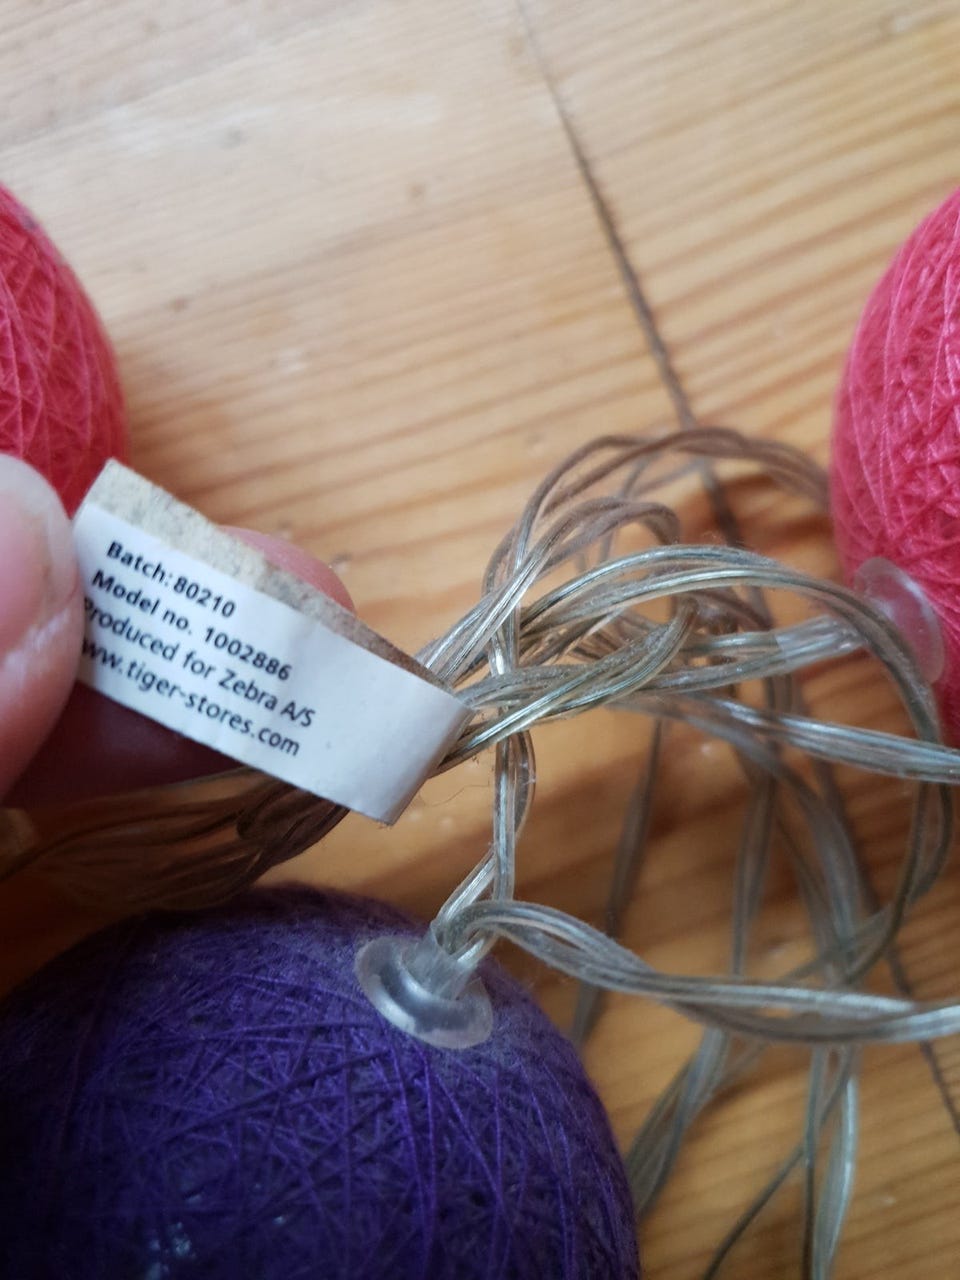 Batch: 80210
Model no. 1002886
Produced for Zebra A/S
www.tiger-stores.com